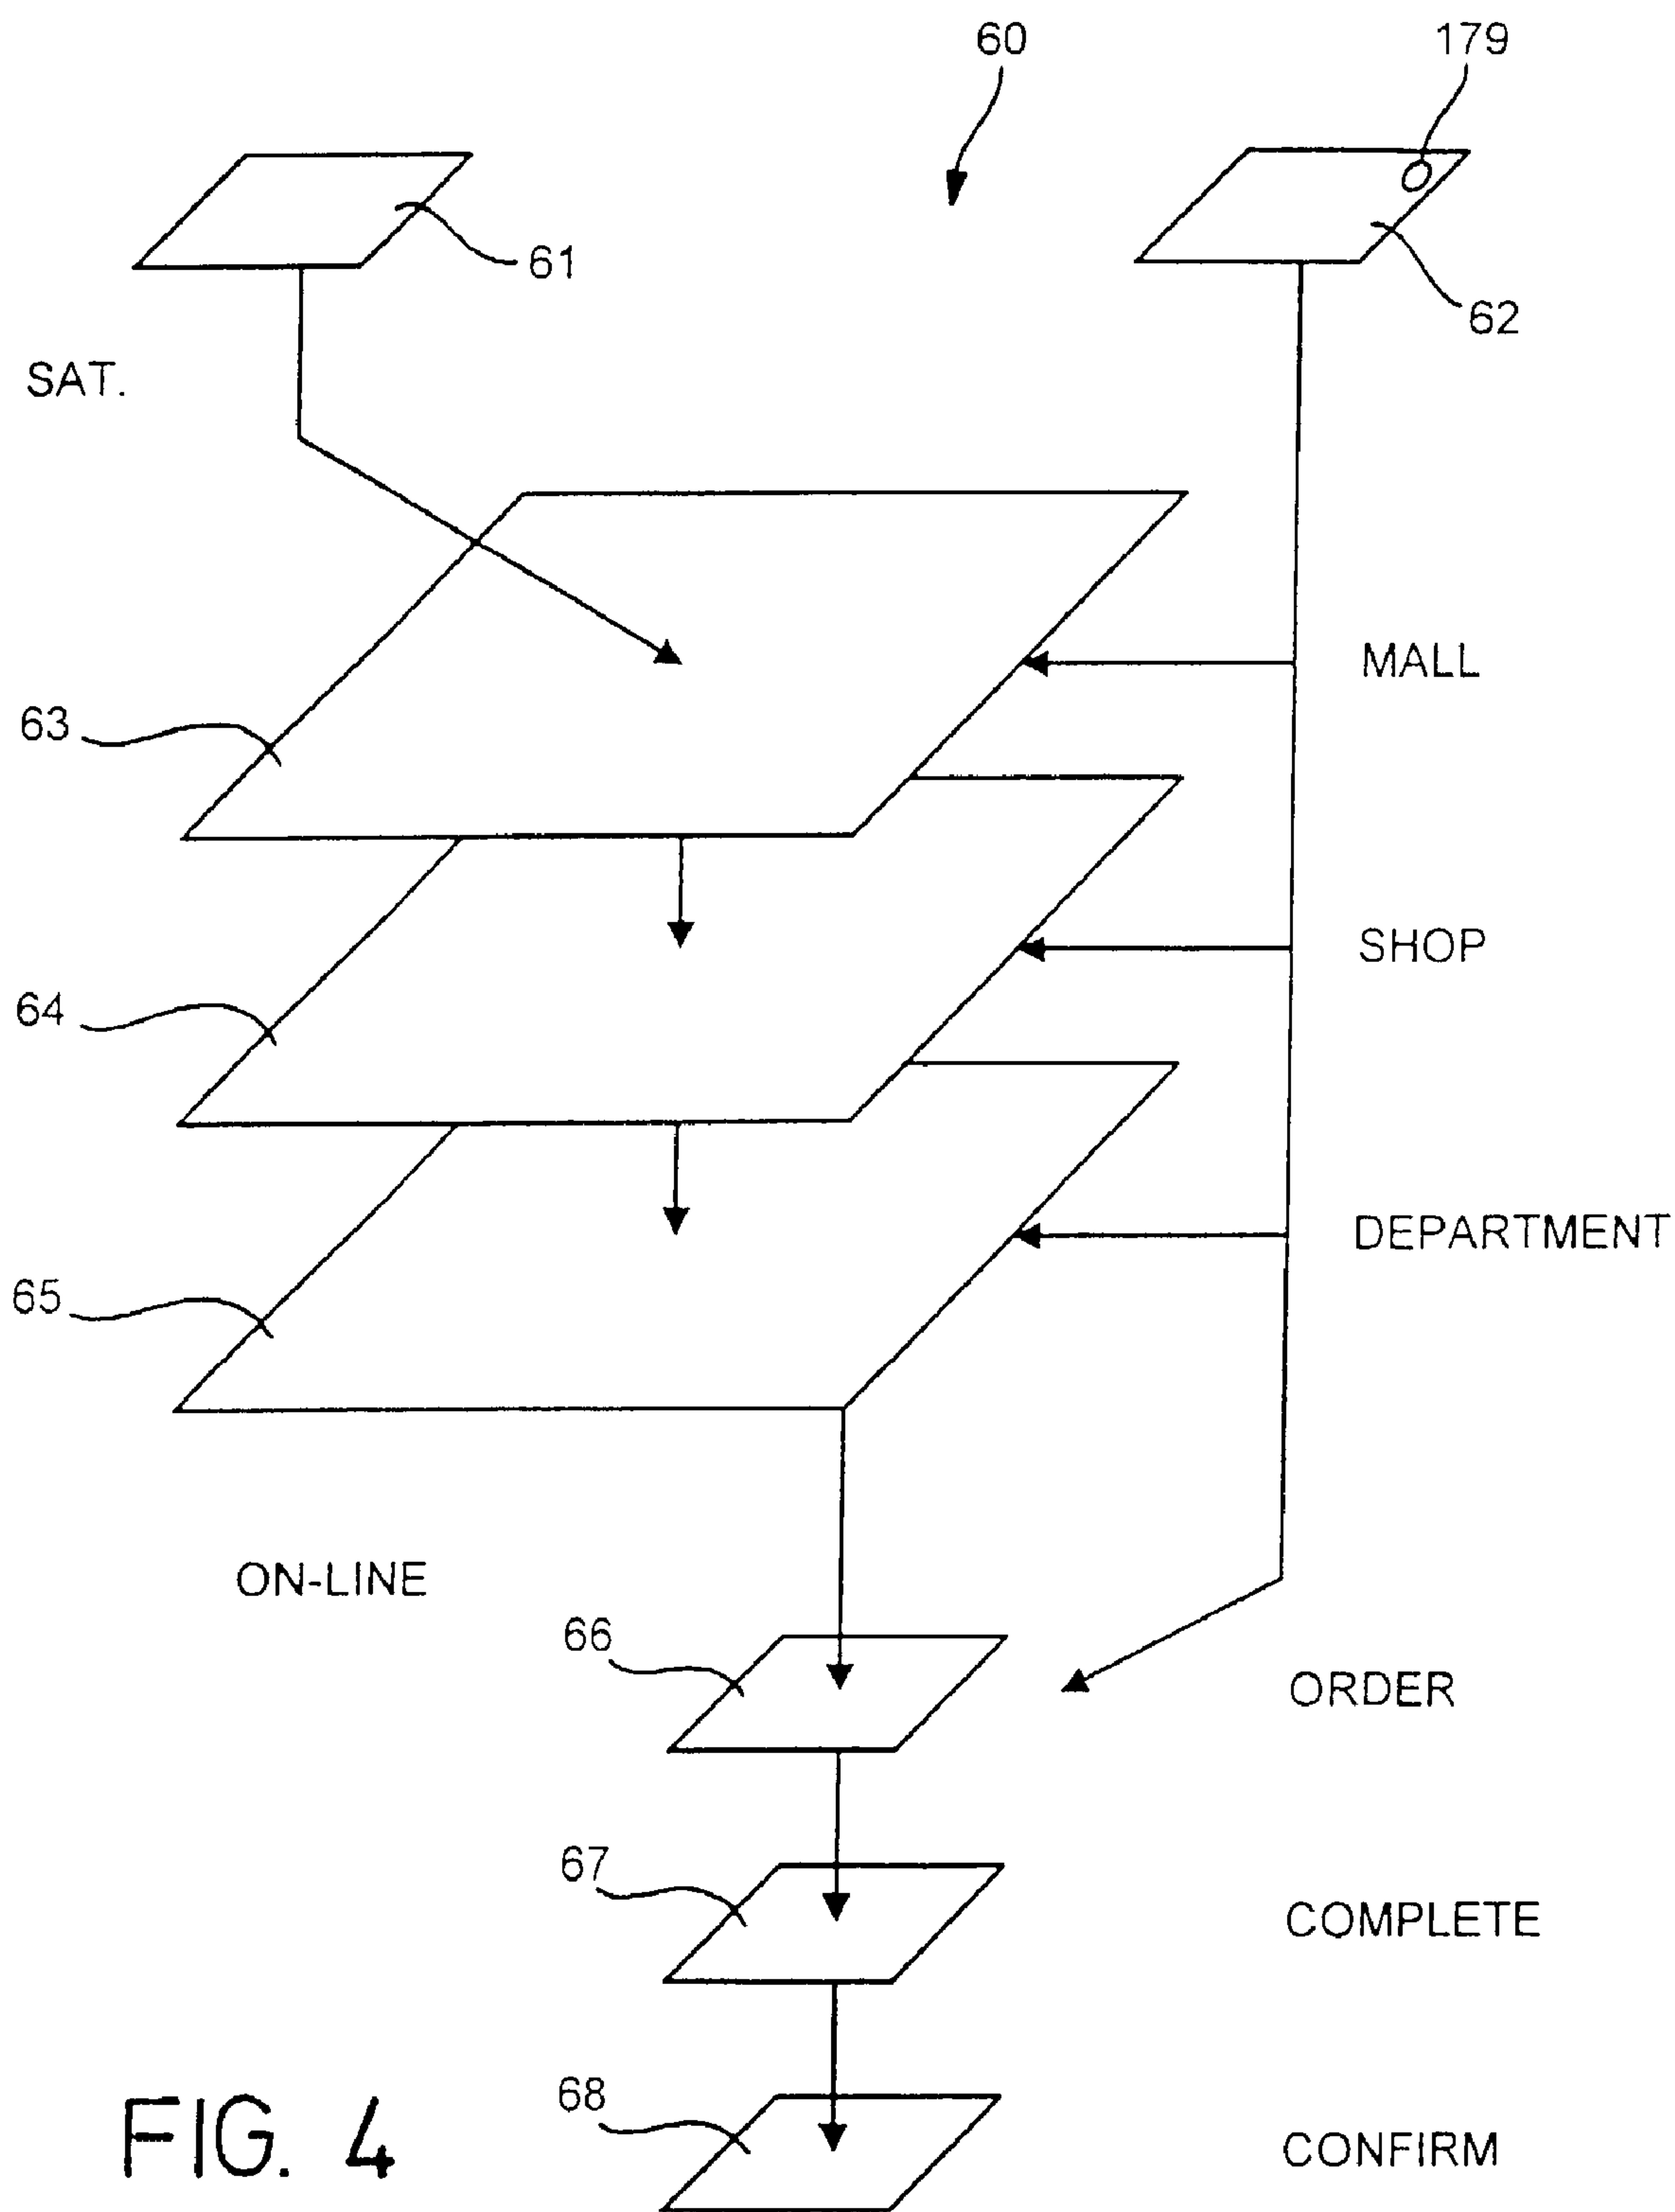 60
179
61
62
SAT.
63
MALL
64
SHOP
65
DEPARTMENT
ON-LINE
66
ORDER
67
COMPLETE
68
CONFIRM
FIG. 4